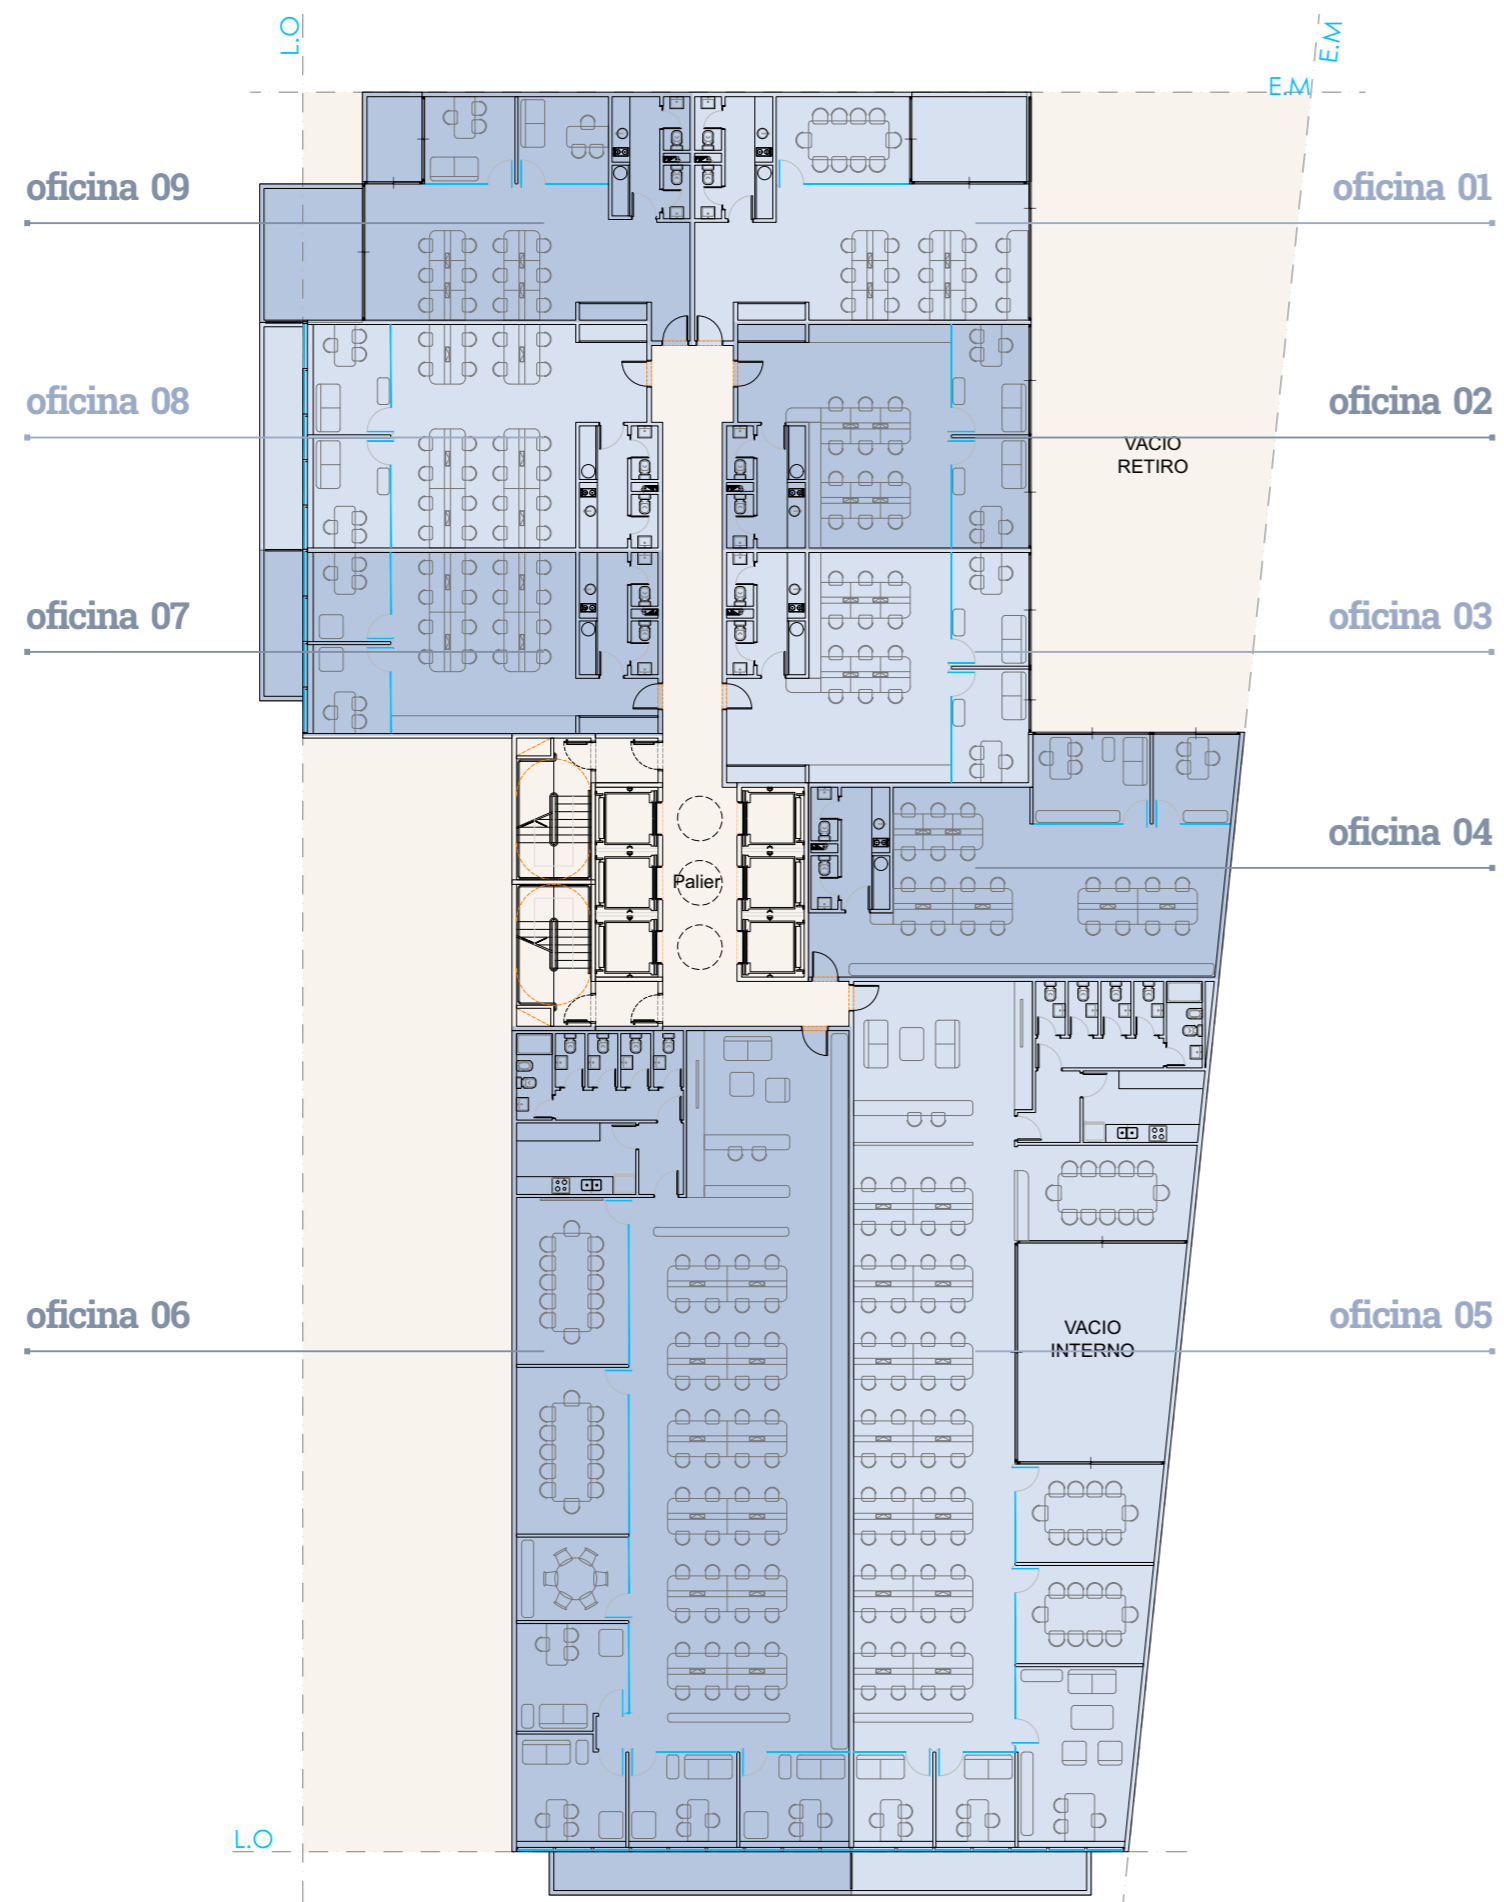 L.O
E.M
E.M
oficina 09
oficina 01
oficina 08
oficina 02
VACIO
RETIRO
oficina 07
oficina 03
oficina 04
Palier
oficina 06
oficina 05
VACIO
INTERNO
L.O